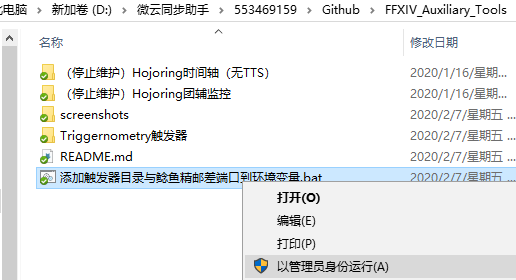 比电脑 › 新加卷 (D:) › 微云同步助手 › 553469159 › Github › FFXIV_Auxiliary_Tools
名称 修改日期
（停止维护）Hojoring时间轴（无TTS） 2020/1/16/星期...
（停止维护）Hojoring团辅监控 2020/1/16/星期...
screenshots 2020/2/7/星期五 ...
Triggernometry触发器 2020/2/7/星期五 ...
README.md 2020/2/7/星期五 ...
添加触发器目录与鲶鱼精邮差端口到环境变量.bat 2020/2/7/星期五 ...
打开(O)
编辑(E)
打印(P)
以管理员身份运行(A)